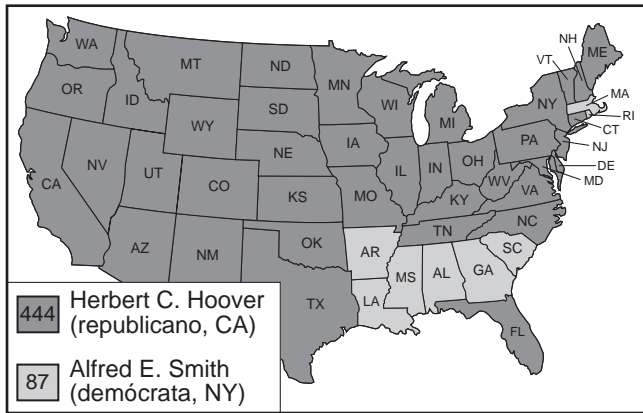 WA
OR
CA
NV
ID
MT
WY
UT
AZ
CO
NM
ND
SD
NE
KS
OK
TX
MN
IA
MO
AR
LA
WI
IL
MI
IN
OH
KY
TN
MS
AL
GA
FL
SC
NC
VA
WV
PA
NY
VT
NH
ME
MA
RI
CT
NJ
DE
MD
444 Herbert C. Hoover
(republicano, CA)
87 Alfred E. Smith
(demócrata, NY)